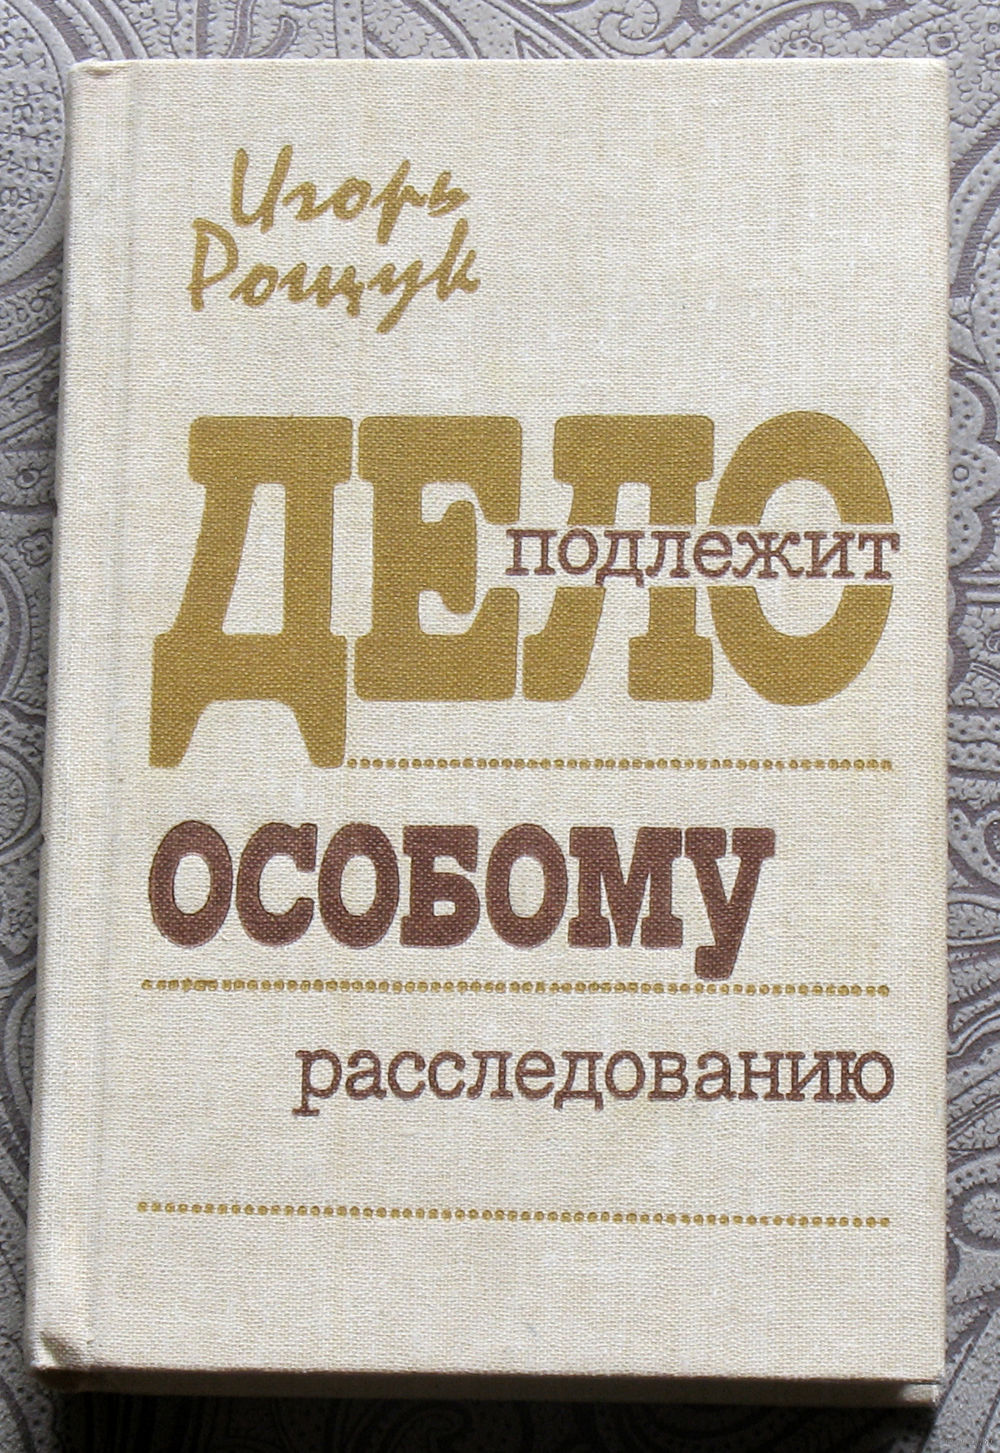 Игорь
Рощук
ДЕЛО
подлежит
ОСОБОМУ
расследованию